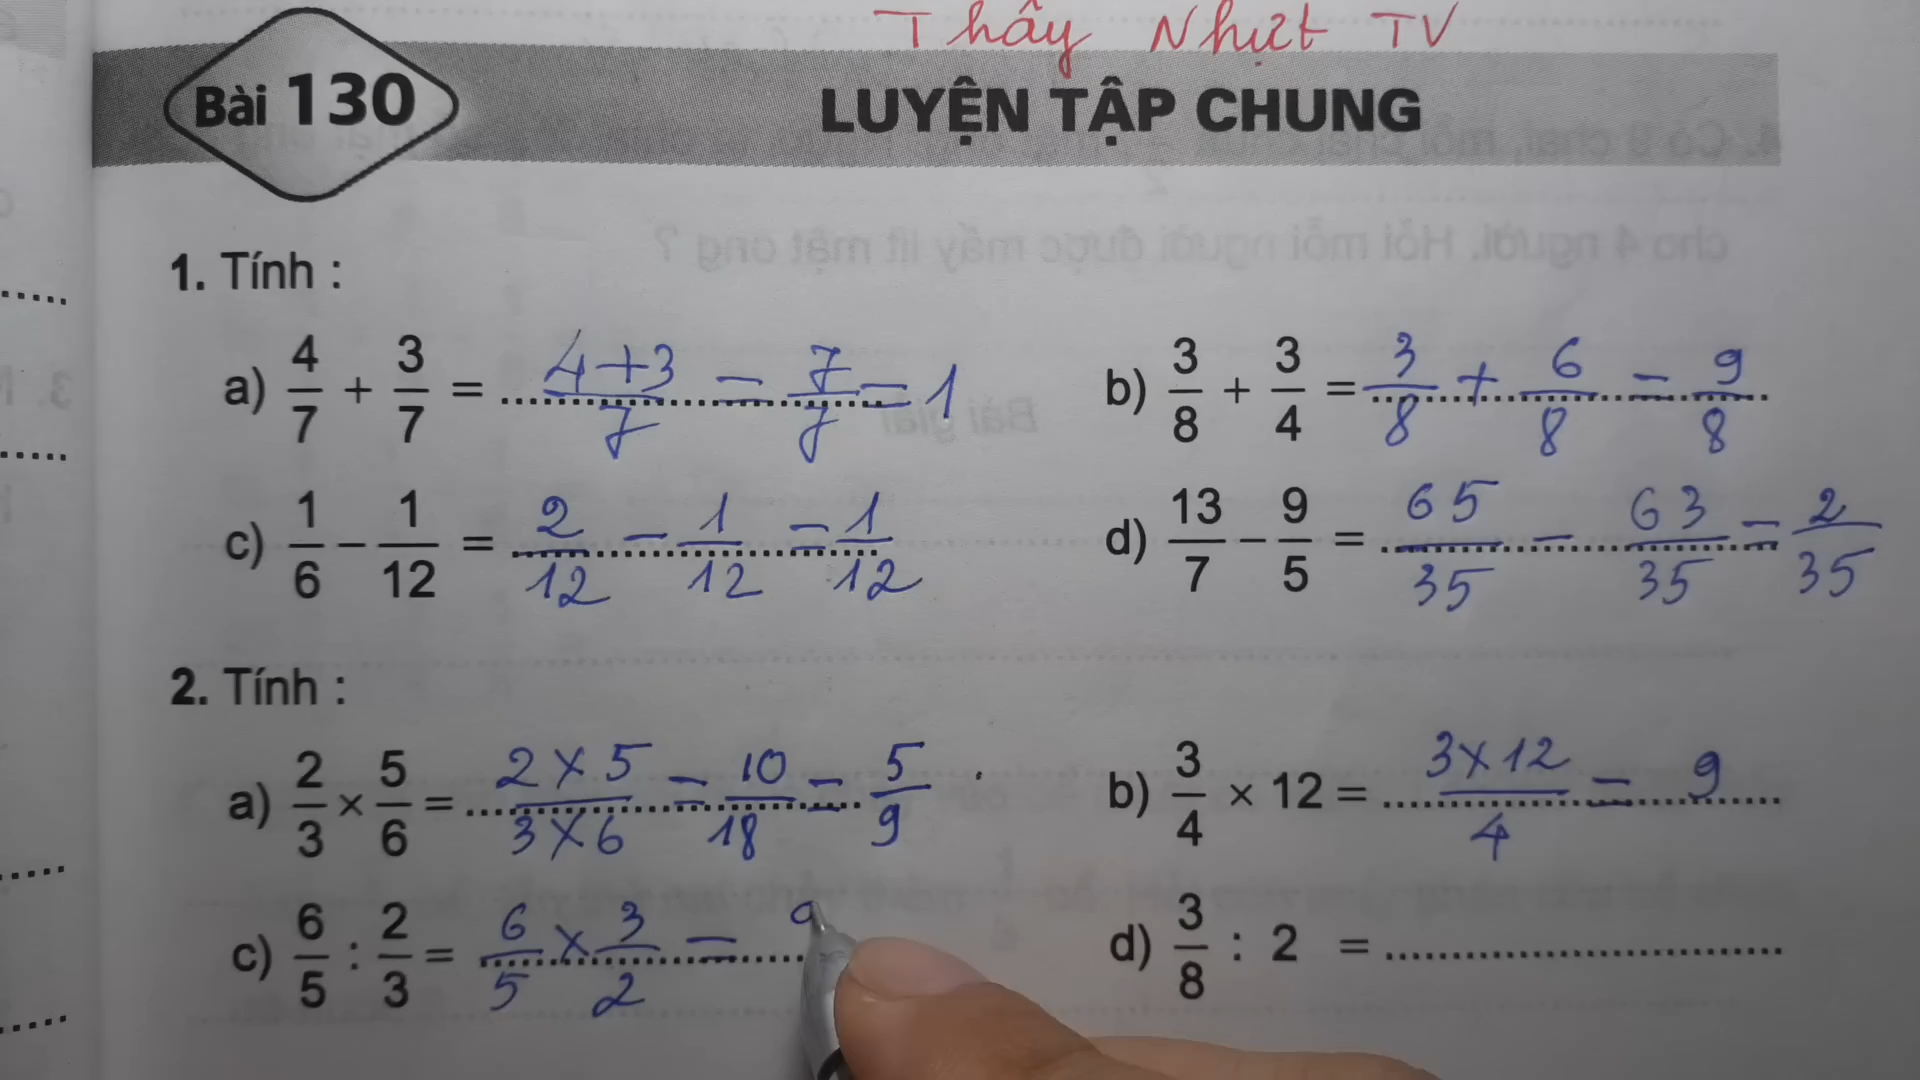 Thầy Nhựt TV
Bài 130 LUYỆN TẬP CHUNG
1. Tính :
a) 4/7 + 3/7 = (4+3)/7 = 7/7 = 1
b) 3/8 + 3/4 = 3/8 + 6/8 = 9/8
c) 1/6 − 1/12 = 2/12 − 1/12 = 1/12
d) 13/7 − 9/5 = 65/35 − 63/35 = 2/35
2. Tính :
a) 2/3 × 5/6 = (2×5)/(3×6) = 10/18 = 5/9
b) 3/4 × 12 = (3×12)/4 = 9
c) 6/5 : 2/3 = 6/5 × 3/2 =
d) 3/8 : 2 =